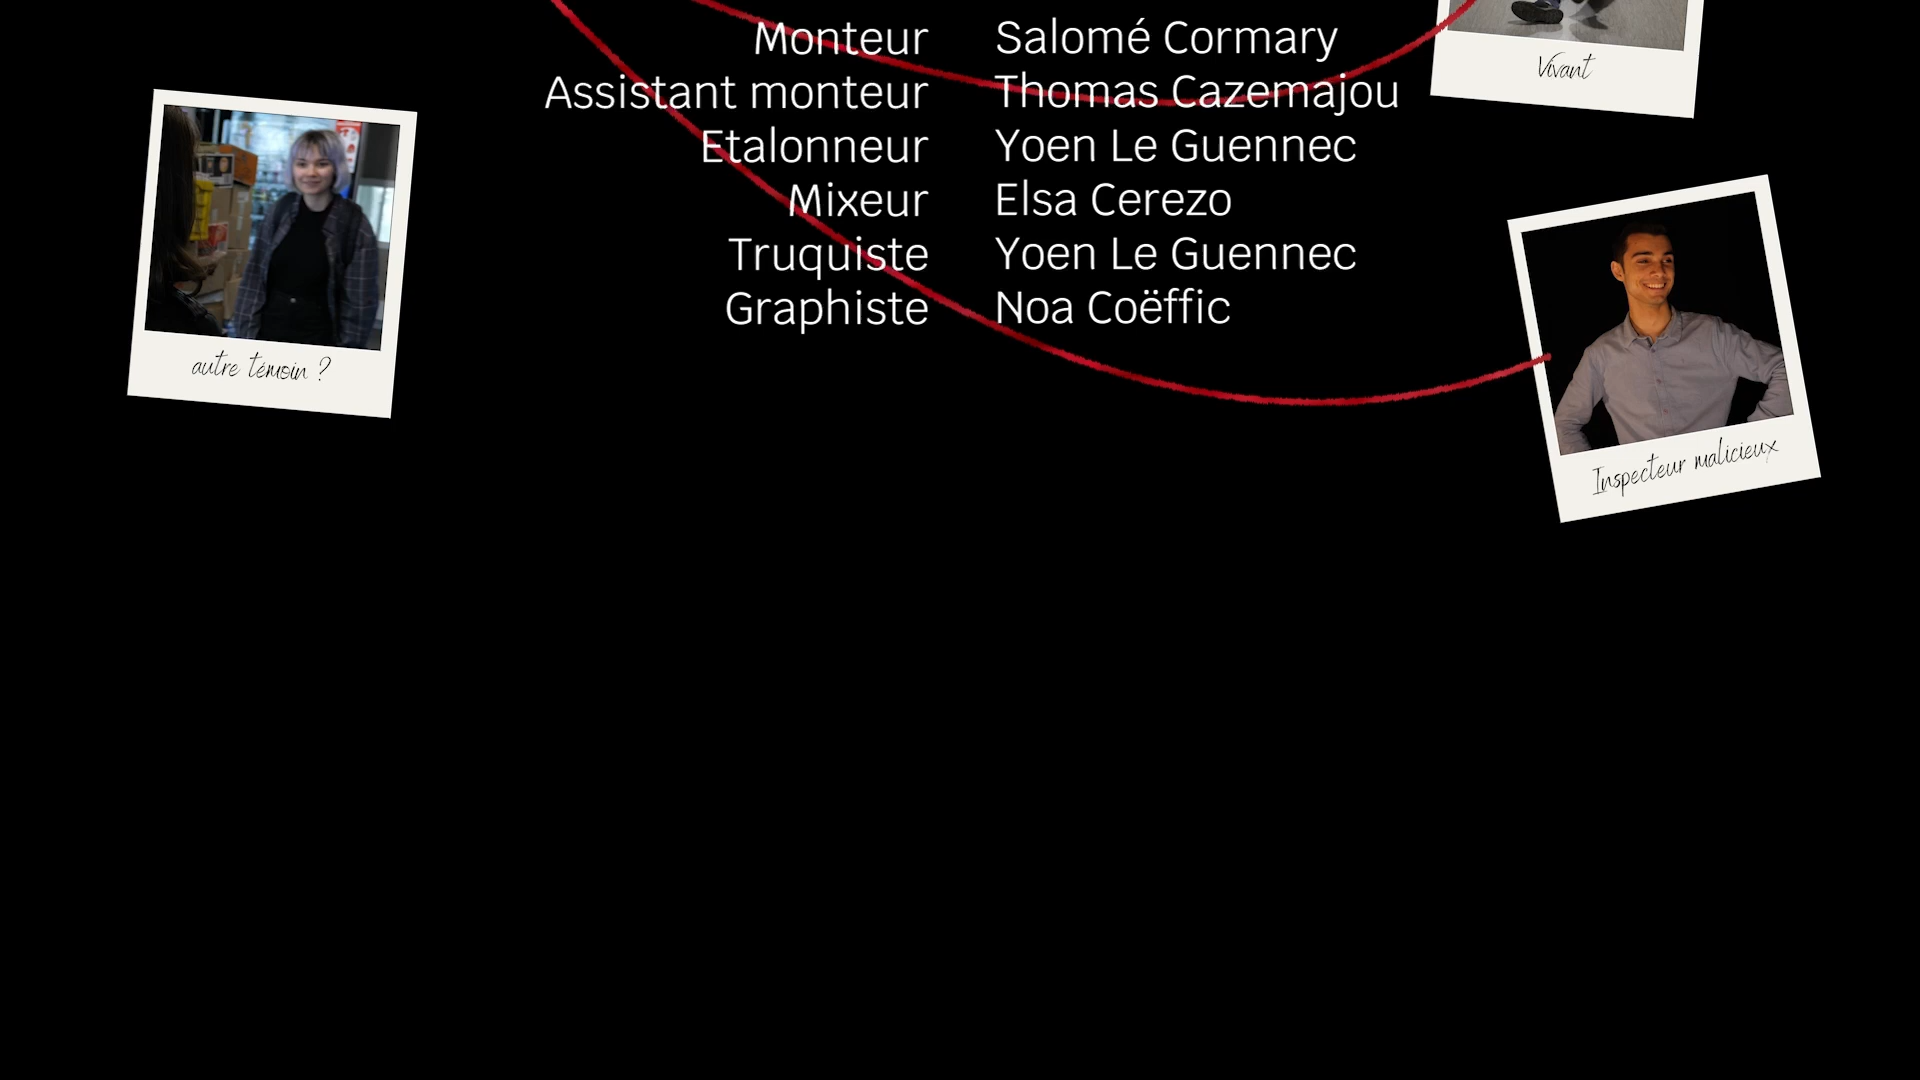 Monteur Salomé Cormary
Assistant monteur Thomas Cazemajou
Etalonneur Yoen Le Guennec
Mixeur Elsa Cerezo
Truquiste Yoen Le Guennec
Graphiste Noa Coëffic
Vivant
autre témoin ?
Inspecteur malicieux